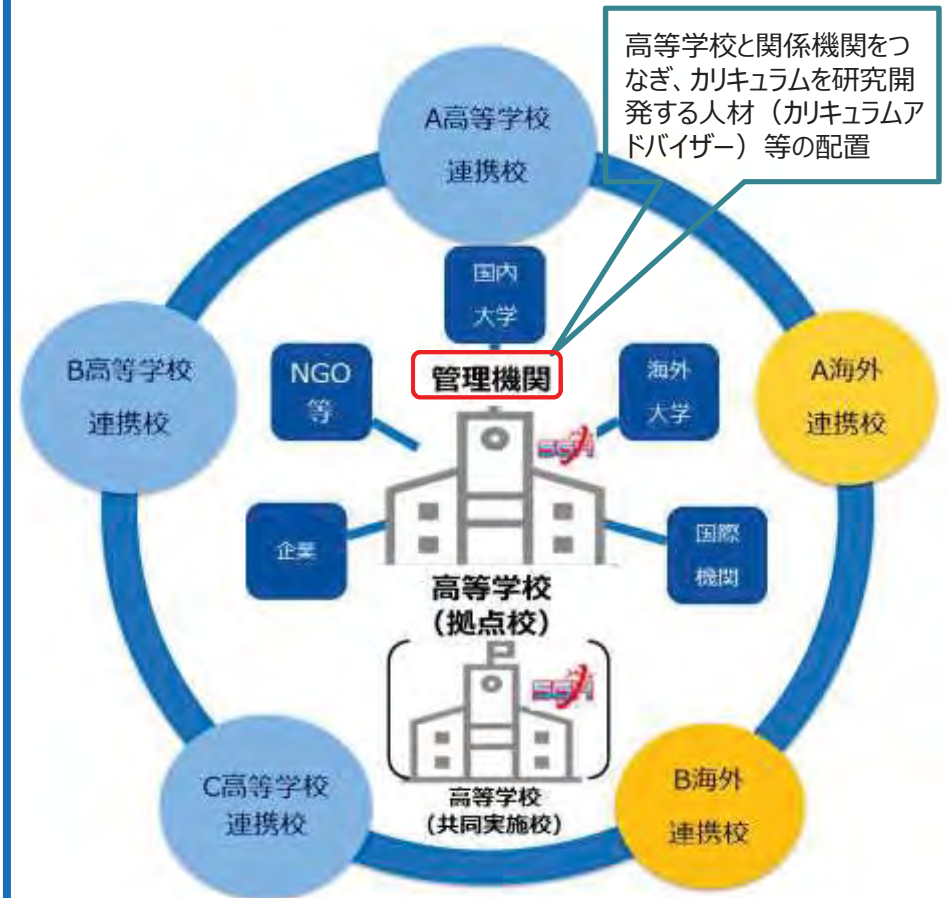 高等学校と関係機関をつ
なぎ、カリキュラムを研究開
発する人材（カリキュラムア
ドバイザー）等の配置
A高等学校
連携校
国内
大学
B高等学校
連携校
NGO
等
管理機関
海外
大学
A海外
連携校
企業
国際
機関
高等学校
(拠点校)
C高等学校
連携校
高等学校
(共同実施校)
B海外
連携校